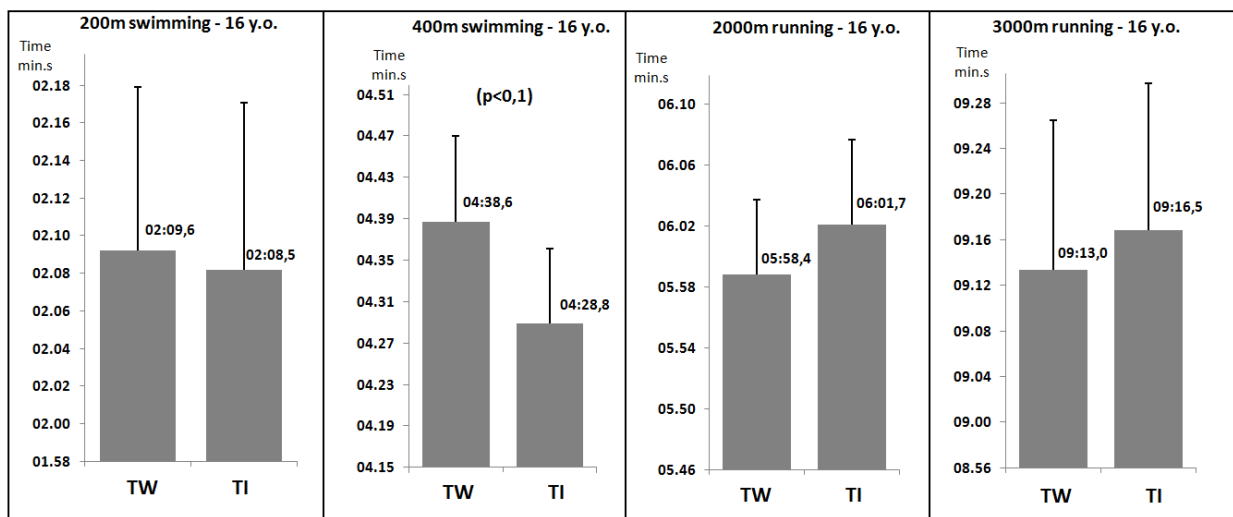 200m swimming - 16 y.o.
Time
min.s
02.18
02.16
02.14
02.12
02.10
02.08
02.06
02.04
02.02
02.00
01.58
02:09,6
02:08,5
TW TI
400m swimming - 16 y.o.
Time
min.s
(p<0,1)
04.51
04.47
04.43
04.39
04.35
04.31
04.27
04.23
04.19
04.15
04:38,6
04:28,8
TW TI
2000m running - 16 y.o.
Time
min.s
06.10
06.06
06.02
05.58
05.54
05.50
05.46
05:58,4
06:01,7
TW TI
3000m running - 16 y.o.
Time
min.s
09.28
09.24
09.20
09.16
09.12
09.08
09.04
09.00
08.56
09:13,0
09:16,5
TW TI